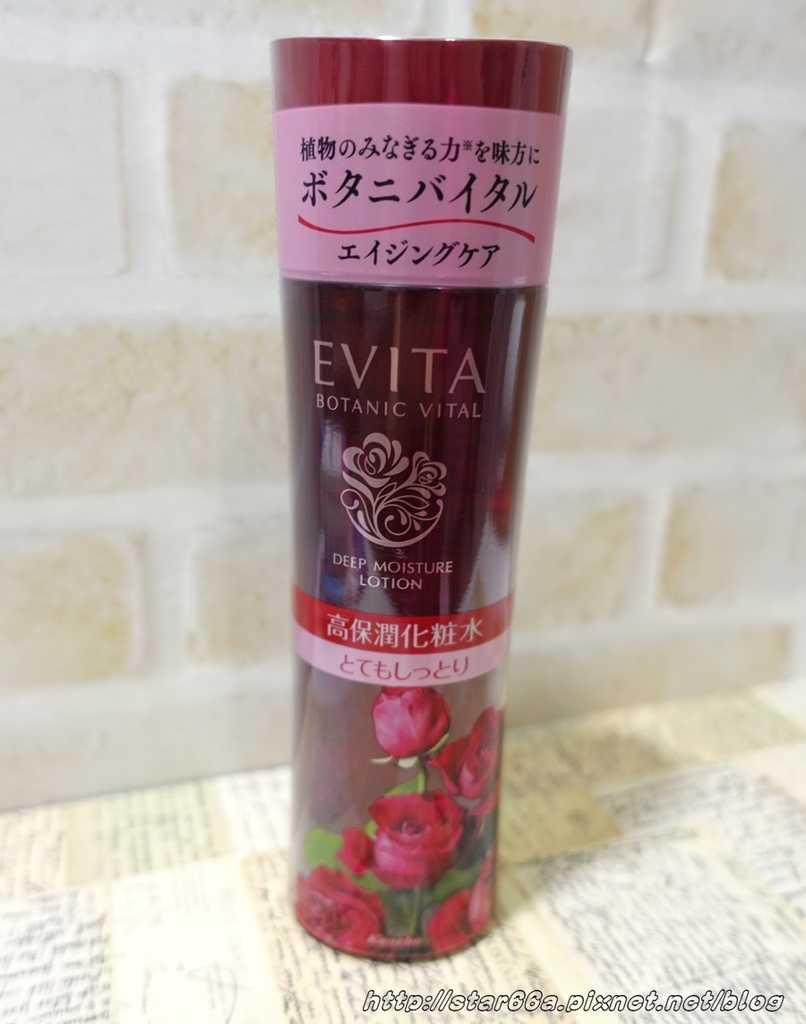 植物のみなぎる力※を味方に
ボタニバイタル
エイジングケア
EVITA
BOTANIC VITAL
DEEP MOISTURE
LOTION
高保潤化粧水
とてもしっとり
Kanebo
http://star66a.pixnet.net/blog